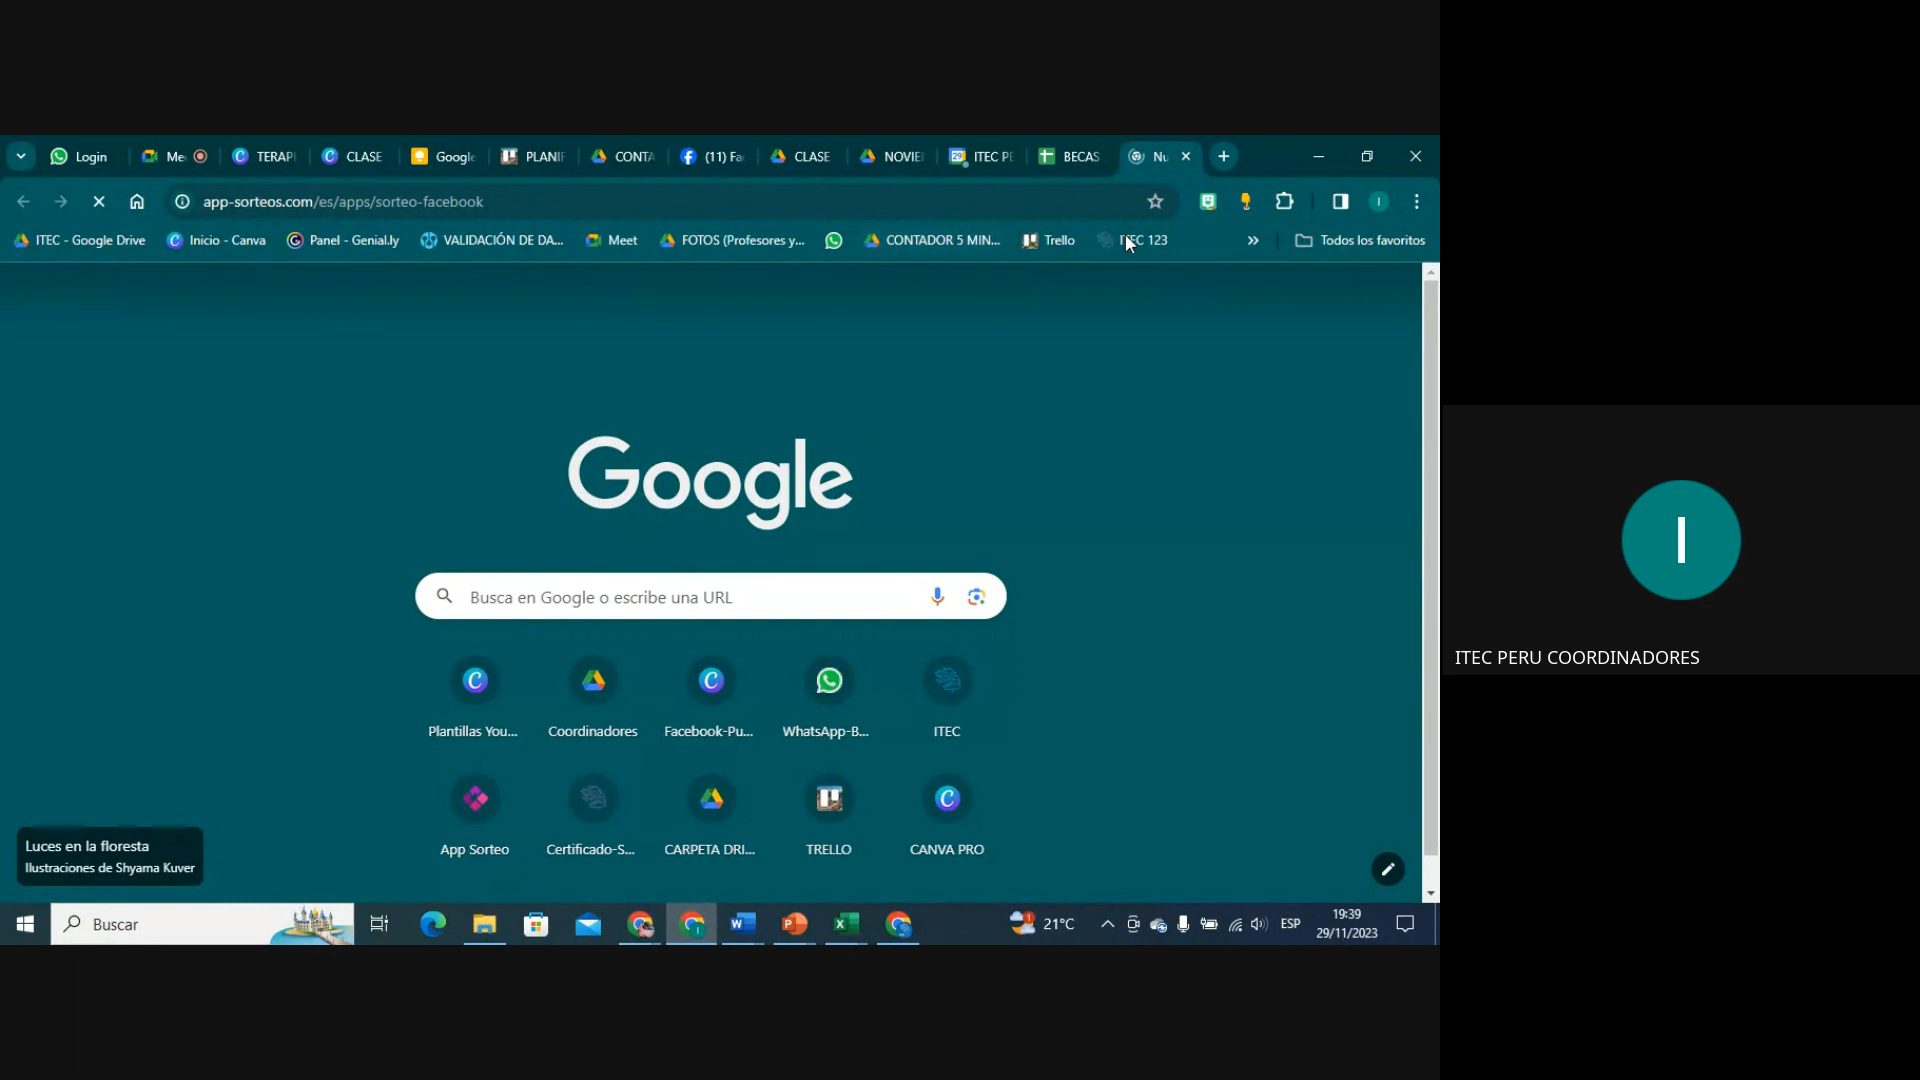 Login
Me
TERAPI
CLASE
Google
PLANIF
CONTA
(11) Fa
CLASE
NOVIE
ITEC PE
BECAS
Nu
app-sorteos.com/es/apps/sorteo-facebook
I
ITEC - Google Drive
Inicio - Canva
Panel - Genial.ly
VALIDACIÓN DE DA...
Meet
FOTOS (Profesores y...
CONTADOR 5 MIN...
Trello
ITEC 123
Todos los favoritos
Google
Busca en Google o escribe una URL
Plantillas You...
Coordinadores
Facebook-Pu...
WhatsApp-B...
ITEC
App Sorteo
Certificado-S...
CARPETA DRI...
TRELLO
CANVA PRO
Luces en la floresta
Ilustraciones de Shyama Kuver
Buscar
21°C
ESP
19:39
29/11/2023
I
ITEC PERU COORDINADORES